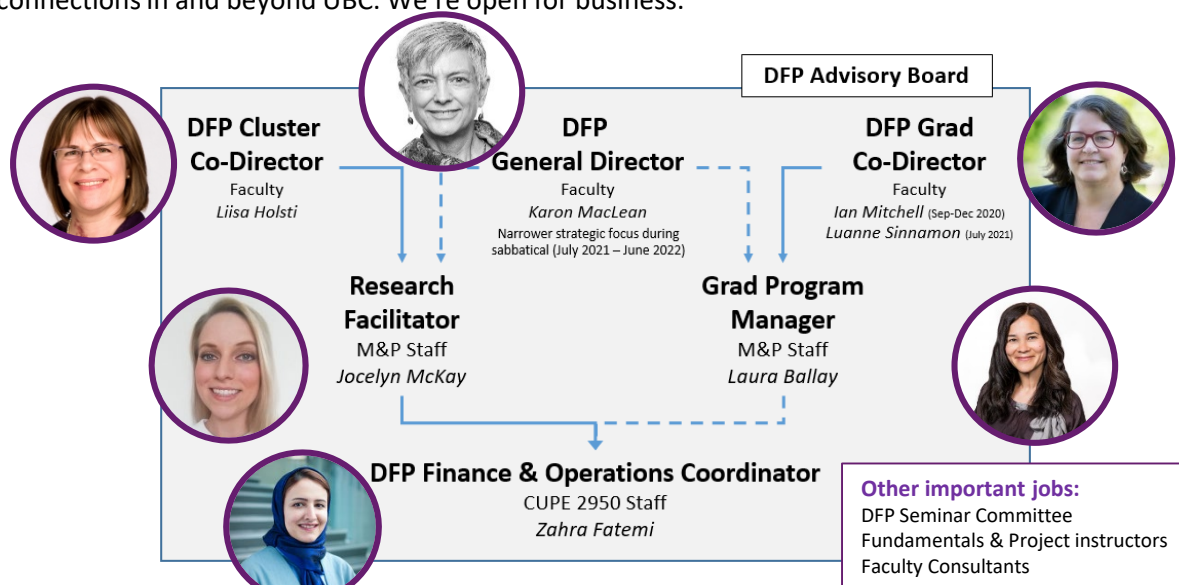 connections in and beyond UBC. We're open for business.
DFP Advisory Board
DFP Cluster
Co-Director
Faculty
Liisa Holsti
DFP
General Director
Faculty
Karon MacLean
Narrower strategic focus during
sabbatical (July 2021 – June 2022)
DFP Grad
Co-Director
Faculty
Ian Mitchell (Sep-Dec 2020)
Luanne Sinnamon (July 2021)
Research
Facilitator
M&P Staff
Jocelyn McKay
Grad Program
Manager
M&P Staff
Laura Ballay
DFP Finance & Operations Coordinator
CUPE 2950 Staff
Zahra Fatemi
Other important jobs:
DFP Seminar Committee
Fundamentals & Project instructors
Faculty Consultants